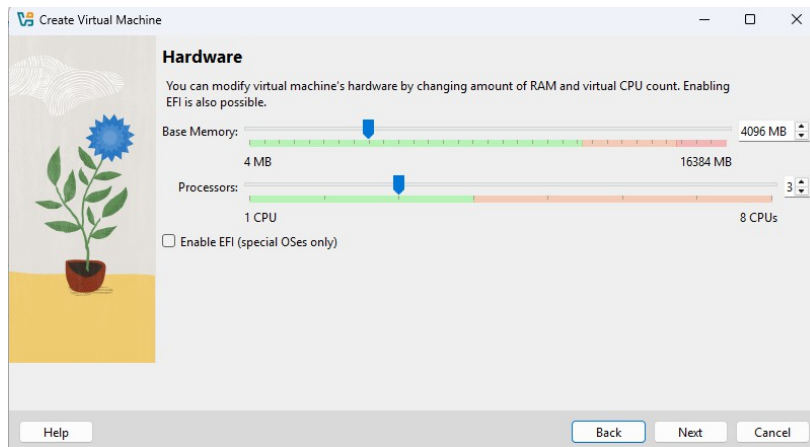 Create Virtual Machine
Hardware
You can modify virtual machine's hardware by changing amount of RAM and virtual CPU count. Enabling
EFI is also possible.
Base Memory: 4096 MB
4 MB 16384 MB
Processors: 3
1 CPU 8 CPUs
Enable EFI (special OSes only)
Help Back Next Cancel